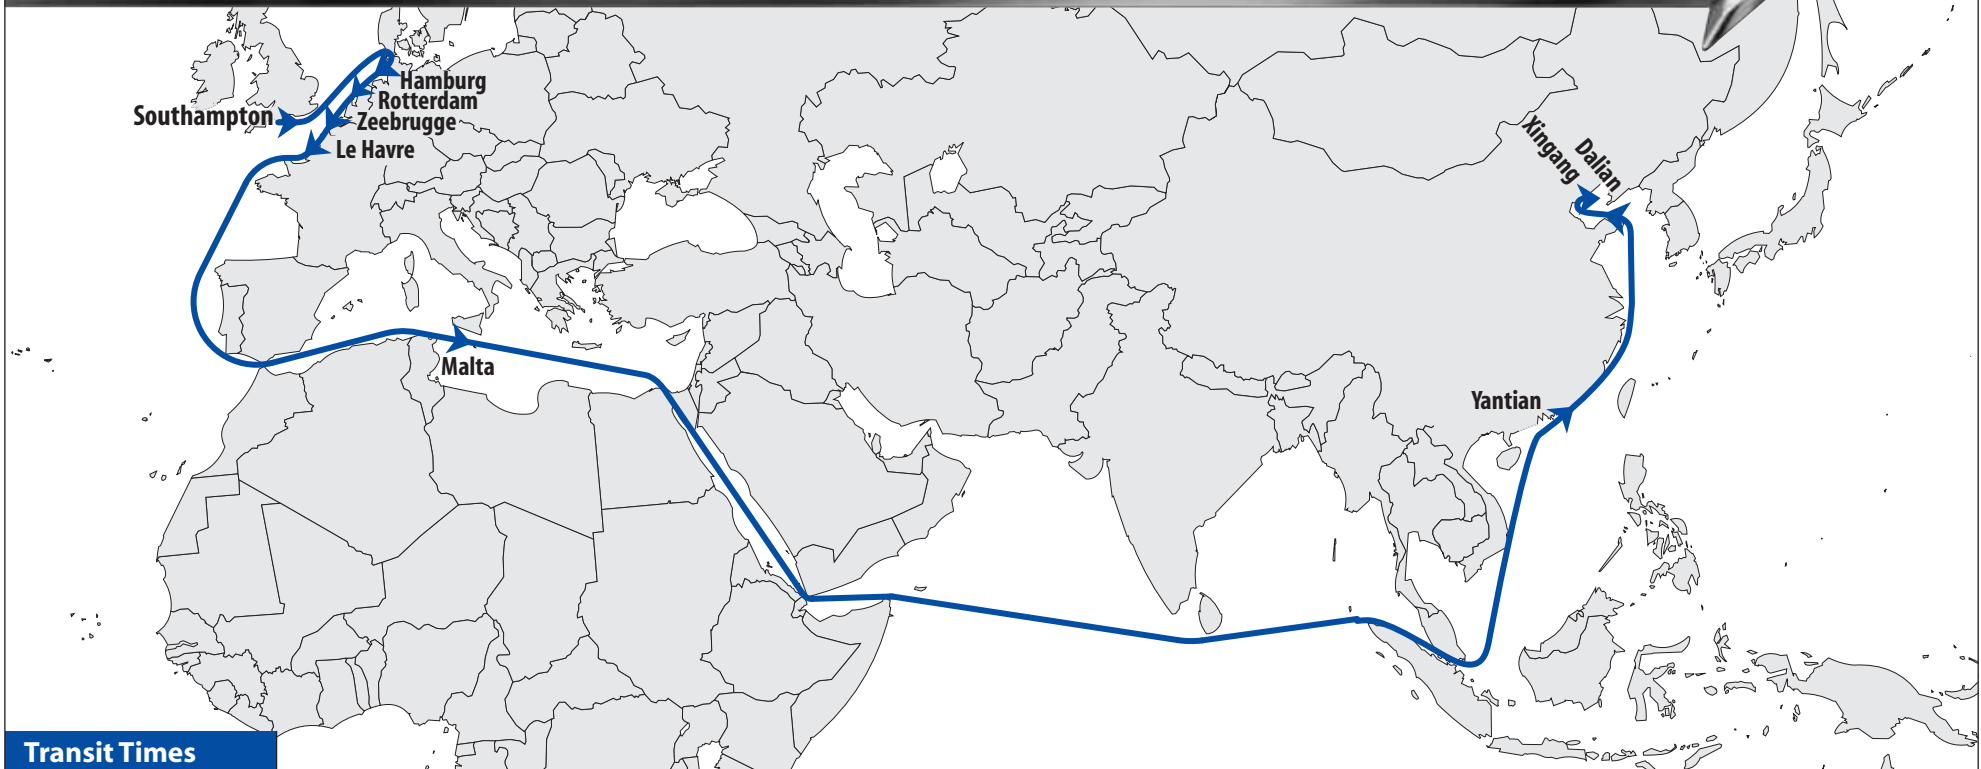 Hamburg
Rotterdam
Southampton
Zeebrugge
Le Havre
Xingang
Dalian
Malta
Yantian
Transit Times